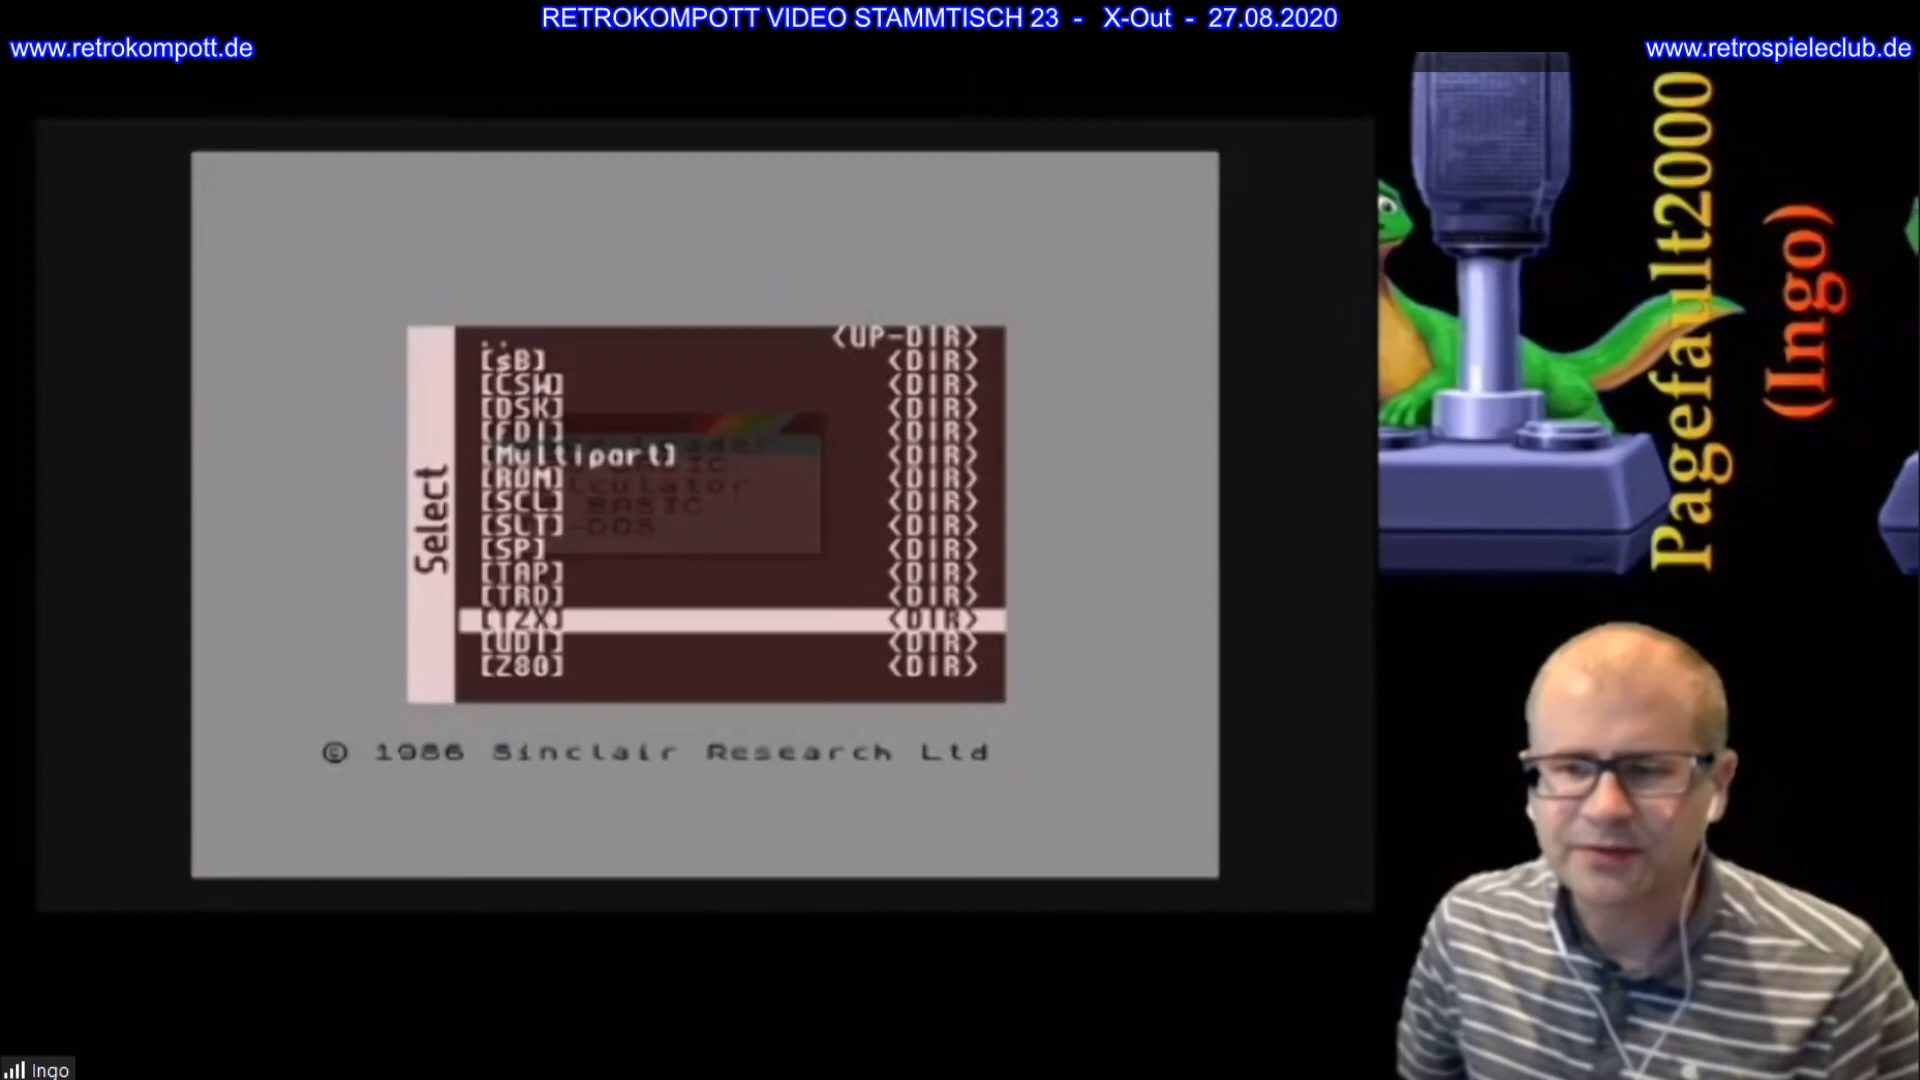 RETROKOMPOTT VIDEO STAMMTISCH 23 - X-Out - 27.08.2020
www.retrokompott.de
www.retrospieleclub.de
Pagefault2000
(Ingo)
Select
.. <UP-DIR>
[sB] <DIR>
[CSW] <DIR>
[DSK] <DIR>
[FDI] <DIR>
[Multipart] <DIR>
[ROM] <DIR>
[SCL] <DIR>
[SLT] <DIR>
[SP] <DIR>
[TAP] <DIR>
[TRD] <DIR>
[TZX] <DIR>
[UDI] <DIR>
[Z80] <DIR>
© 1986 Sinclair Research Ltd
Ingo